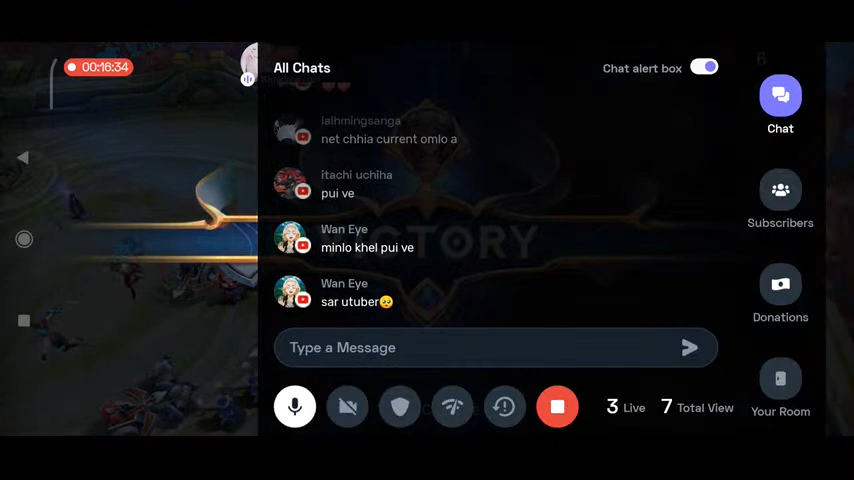 00:16:34
All Chats
Chat alert box
lalhmingsanga
net chhia current omlo a
itachi uchiha
pui ve
Wan Eye
minlo khel pui ve
VICTORY
Wan Eye
sar utuber🥺
Type a Message
3 Live 7 Total View
Chat
Subscribers
Donations
Your Room